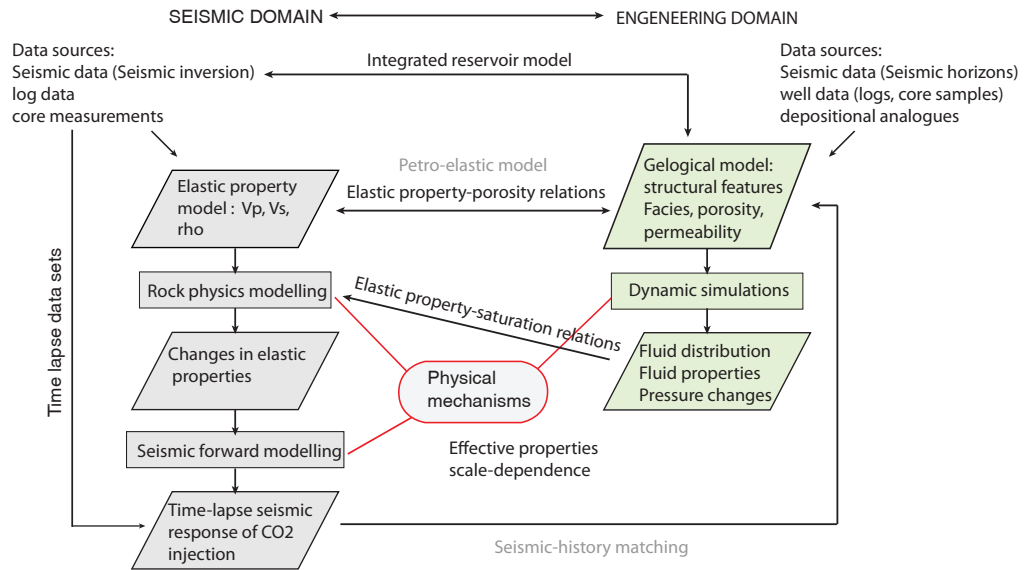 SEISMIC DOMAIN
ENGENEERING DOMAIN
Data sources:
Seismic data (Seismic inversion)
log data
core measurements
Integrated reservoir model
Data sources:
Seismic data (Seismic horizons)
well data (logs, core samples)
depositional analogues
Petro-elastic model
Elastic property-porosity relations
Elastic property
model : Vp, Vs,
rho
Gelogical model:
structural features
Facies, porosity,
permeability
Rock physics modelling
Elastic property-saturation relations
Dynamic simulations
Time lapse data sets
Changes in elastic
properties
Physical
mechanisms
Fluid distribution
Fluid properties
Pressure changes
Seismic forward modelling
Effective properties
scale-dependence
Time-lapse seismic
response of CO2
injection
Seismic-history matching